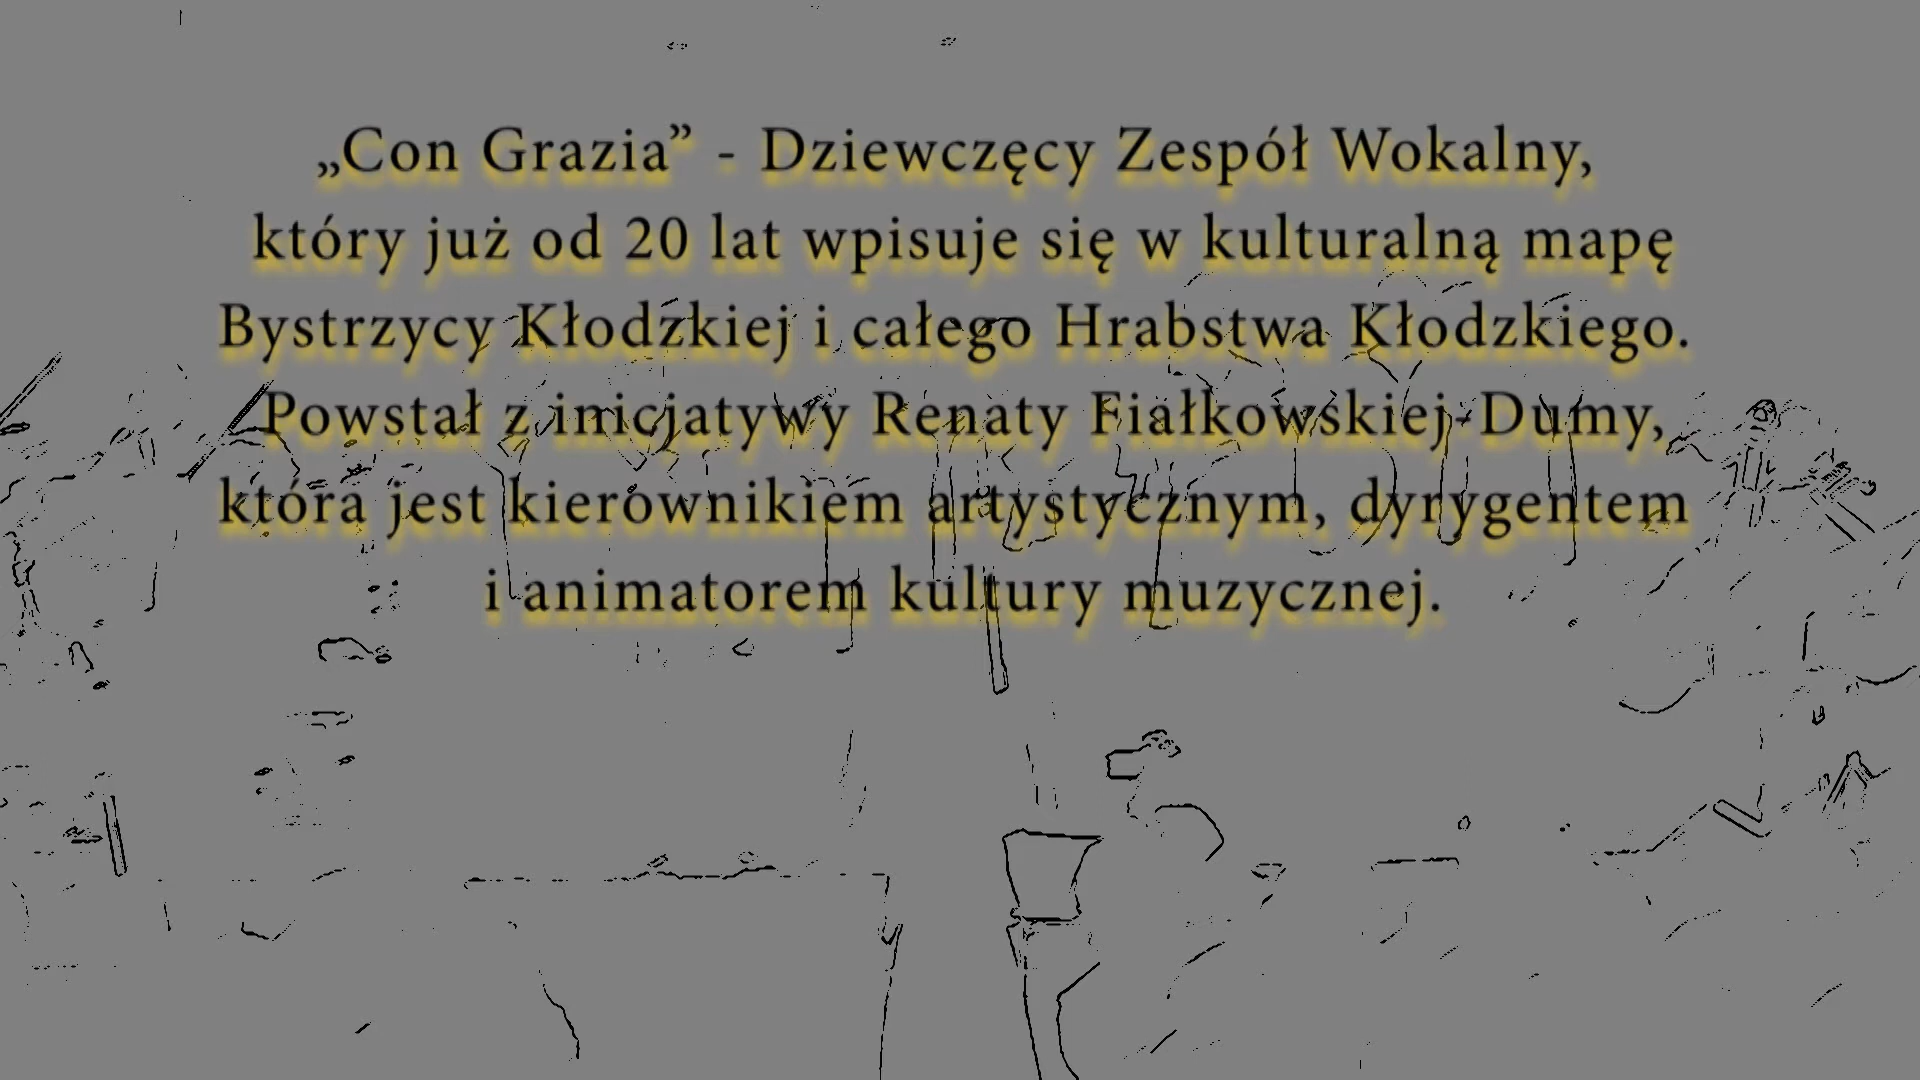 „Con Grazia” - Dziewczęcy Zespół Wokalny,
który już od 20 lat wpisuje się w kulturalną mapę
Bystrzycy Kłodzkiej i całego Hrabstwa Kłodzkiego.
Powstał z inicjatywy Renaty Fiałkowskiej-Dumy,
która jest kierownikiem artystycznym, dyrygentem
i animatorem kultury muzycznej.